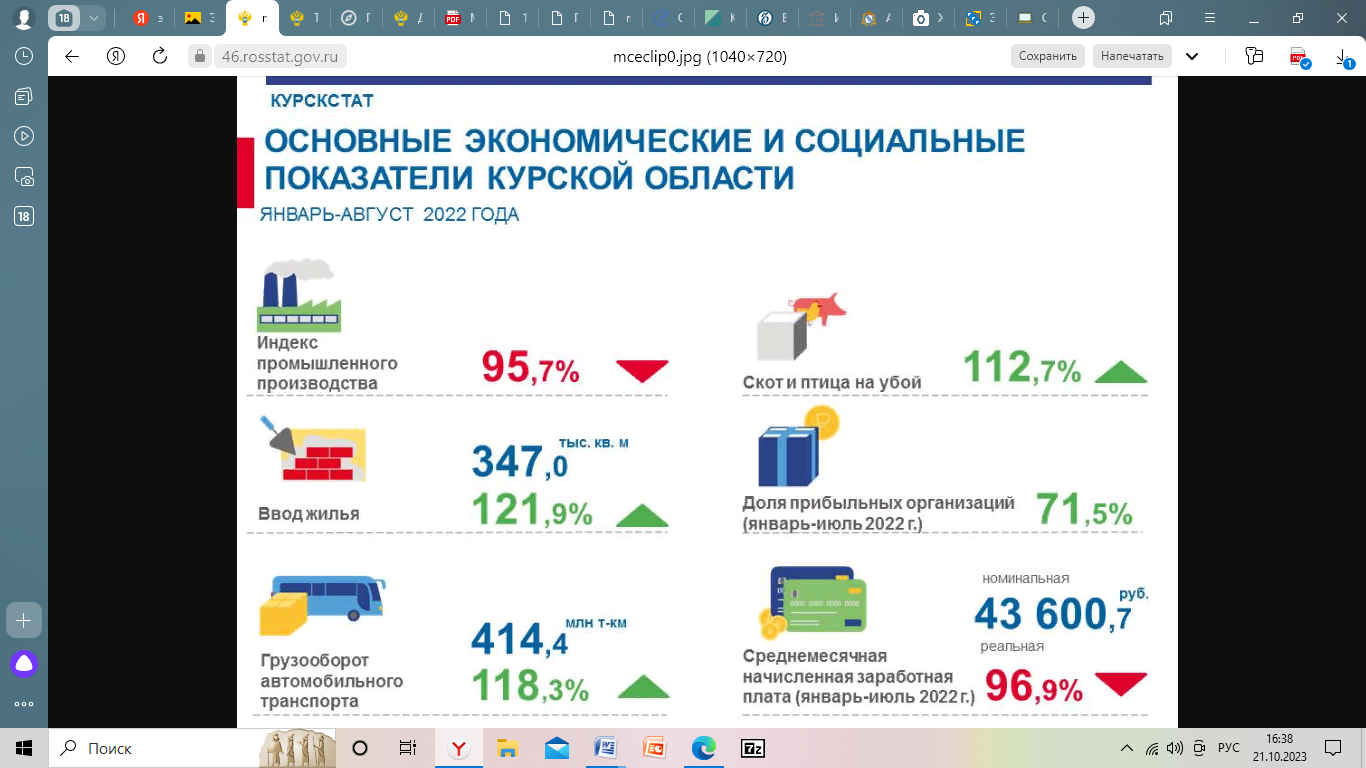 18
э
Э
п
Т
Г
Д
М
1
Г
п
С
К
В
И
А
Х
Э
С
46.rosstat.gov.ru
mceclip0.jpg (1040×720)
Сохранить
Напечатать
1
18
КУРСКСТАТ
ОСНОВНЫЕ ЭКОНОМИЧЕСКИЕ И СОЦИАЛЬНЫЕ
ПОКАЗАТЕЛИ КУРСКОЙ ОБЛАСТИ
ЯНВАРЬ-АВГУСТ 2022 ГОДА
Индекс
промышленного
производства
95,7%
Скот и птица на убой
112,7%
Ввод жилья
тыс. кв. м
347,0
121,9%
Доля прибыльных организаций
(январь-июль 2022 г.)
71,5%
Грузооборот
автомобильного
транспорта
млн т-км
414,4
118,3%
Среднемесячная
начисленная заработная
плата (январь-июль 2022 г.)
номинальная
руб.
43 600,7
реальная
96,9%
Поиск
РУС
16:38
21.10.2023